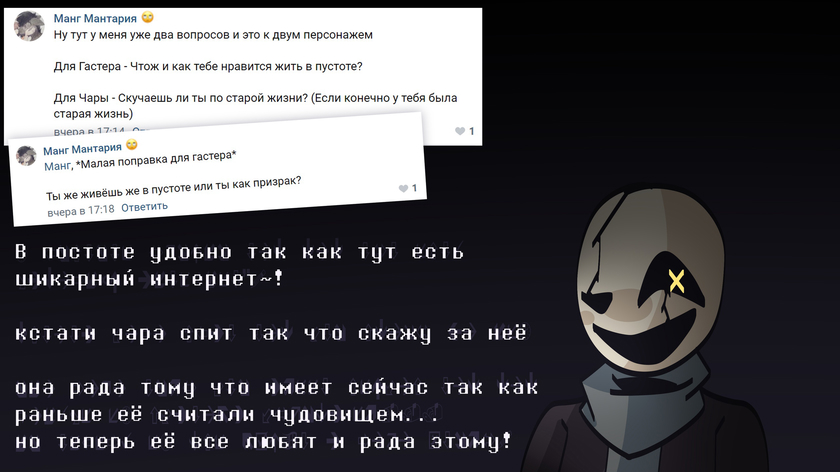 Манг Мантария
Ну тут у меня уже два вопросов и это к двум персонажем
Для Гастера - Чтож и как тебе нравится жить в пустоте?
Для Чары - Скучаешь ли ты по старой жизни? (Если конечно у тебя была
старая жизнь)
вчера в 17:14
1
Манг Мантария
Манг, *Малая поправка для гастера*
Ты же живёшь же в пустоте или ты как призрак?
вчера в 17:18 Ответить
1
В постоте удобно так как тут есть
шикарный интернет~!
кстати чара спит так что скажу за неё
она рада тому что имеет сейчас так как
раньше её считали чудовищем...
но теперь её все любят и рада этому!